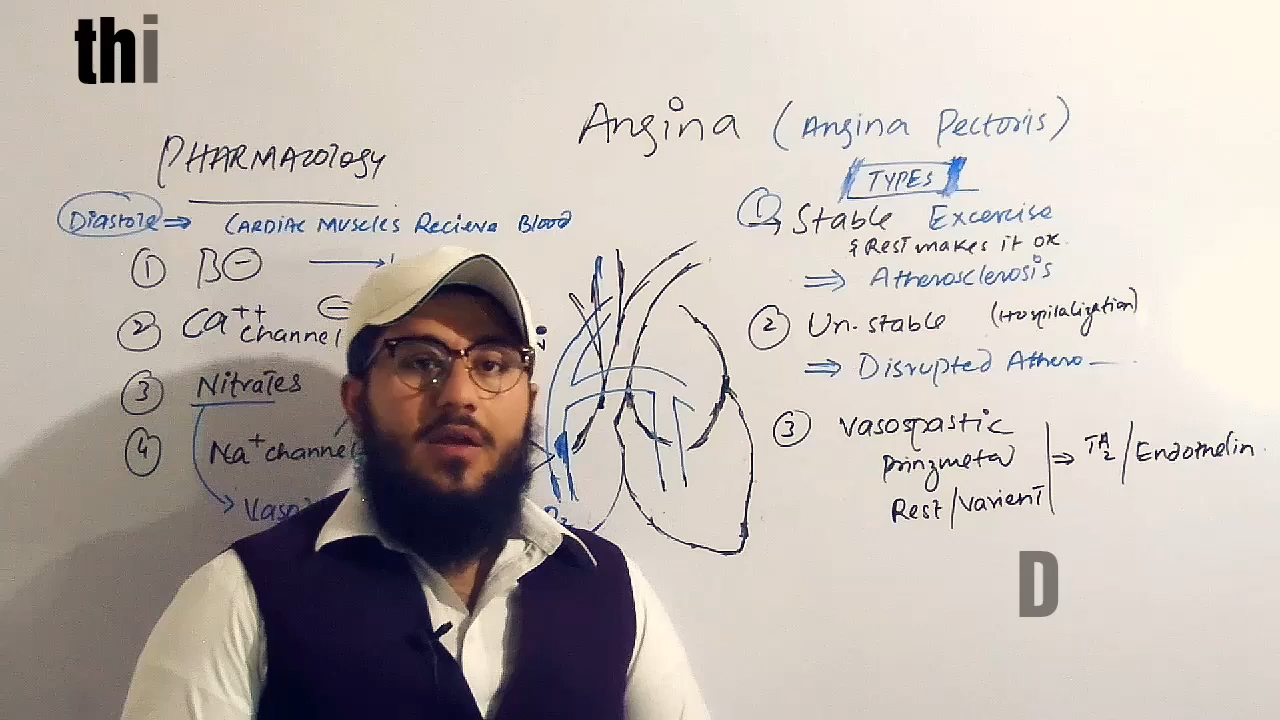 thi
PHARMACology
Diastole ⇒ CARDIAC MUSCLES Recieve Blood
① β⊖ →
② Ca++ channel
③ Nitrates
④ Na+ channel
Angina (Angina Pectoris)
TYPES
① Stable Excercise
& REST makes it ok.
⇒ Atherosclerosis
② Un-stable (Hospitalization)
⇒ Disrupted Athero—
③ Vasospastic
prinzmetal ⇒ TA2/Endothelin.
Rest/Varient
D